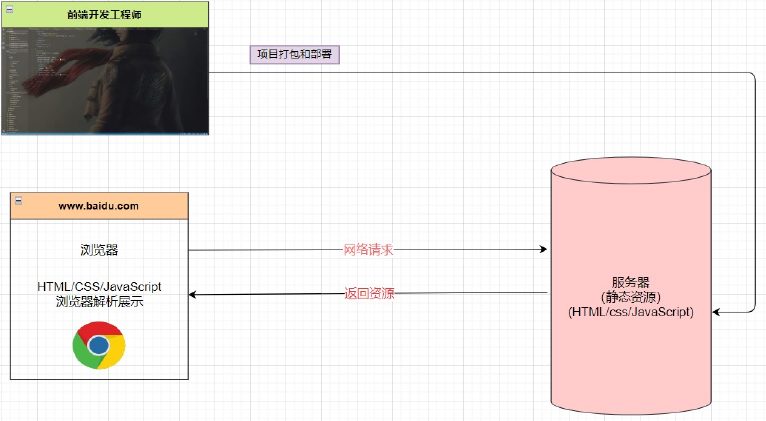 前端开发工程师
项目打包和部署
www.baidu.com
浏览器
网络请求
HTML/CSS/JavaScript
浏览器解析展示
返回资源
服务器
(静态资源)
(HTML/css/JavaScript)